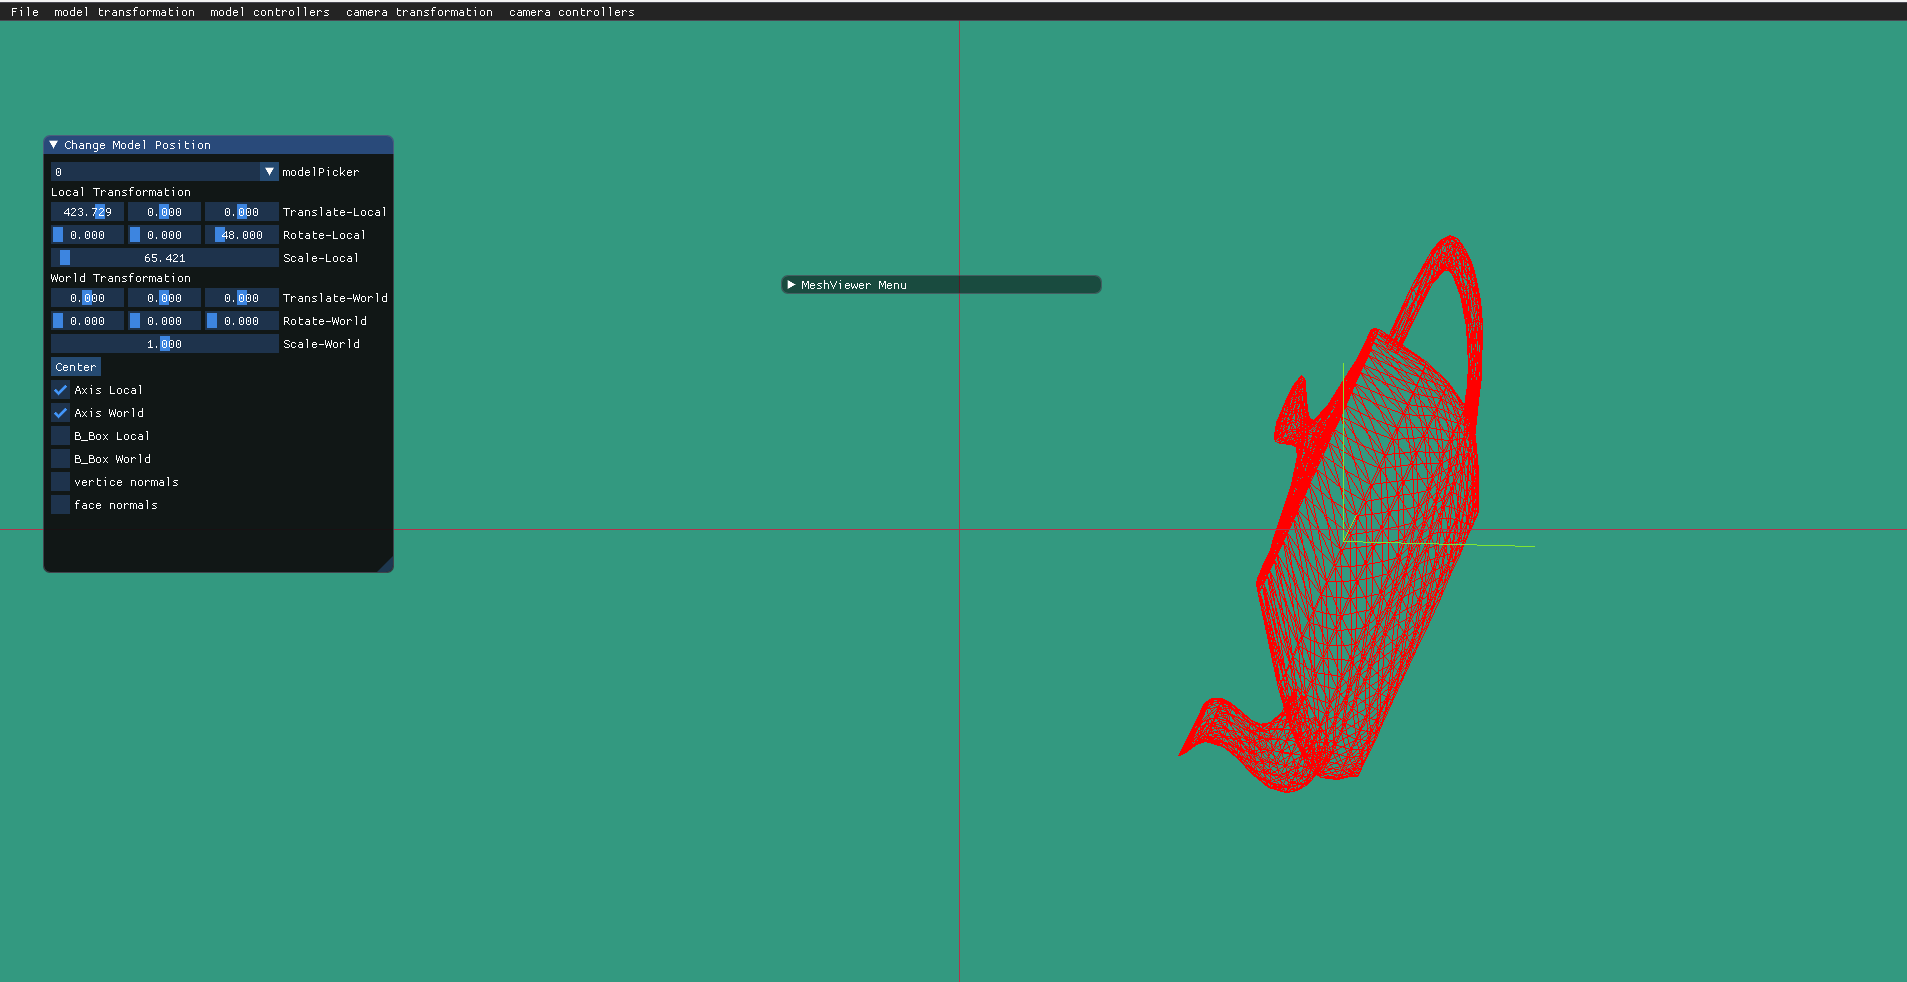 File model transformation model controllers camera transformation camera controllers
Change Model Position
0 modelPicker
Local Transformation
423.729 0.000 0.000 Translate-Local
0.000 0.000 48.000 Rotate-Local
65.421 Scale-Local
World Transformation
0.000 0.000 0.000 Translate-World
0.000 0.000 0.000 Rotate-World
1.000 Scale-World
Center
Axis Local
Axis World
B_Box Local
B_Box World
vertice normals
face normals
MeshViewer Menu